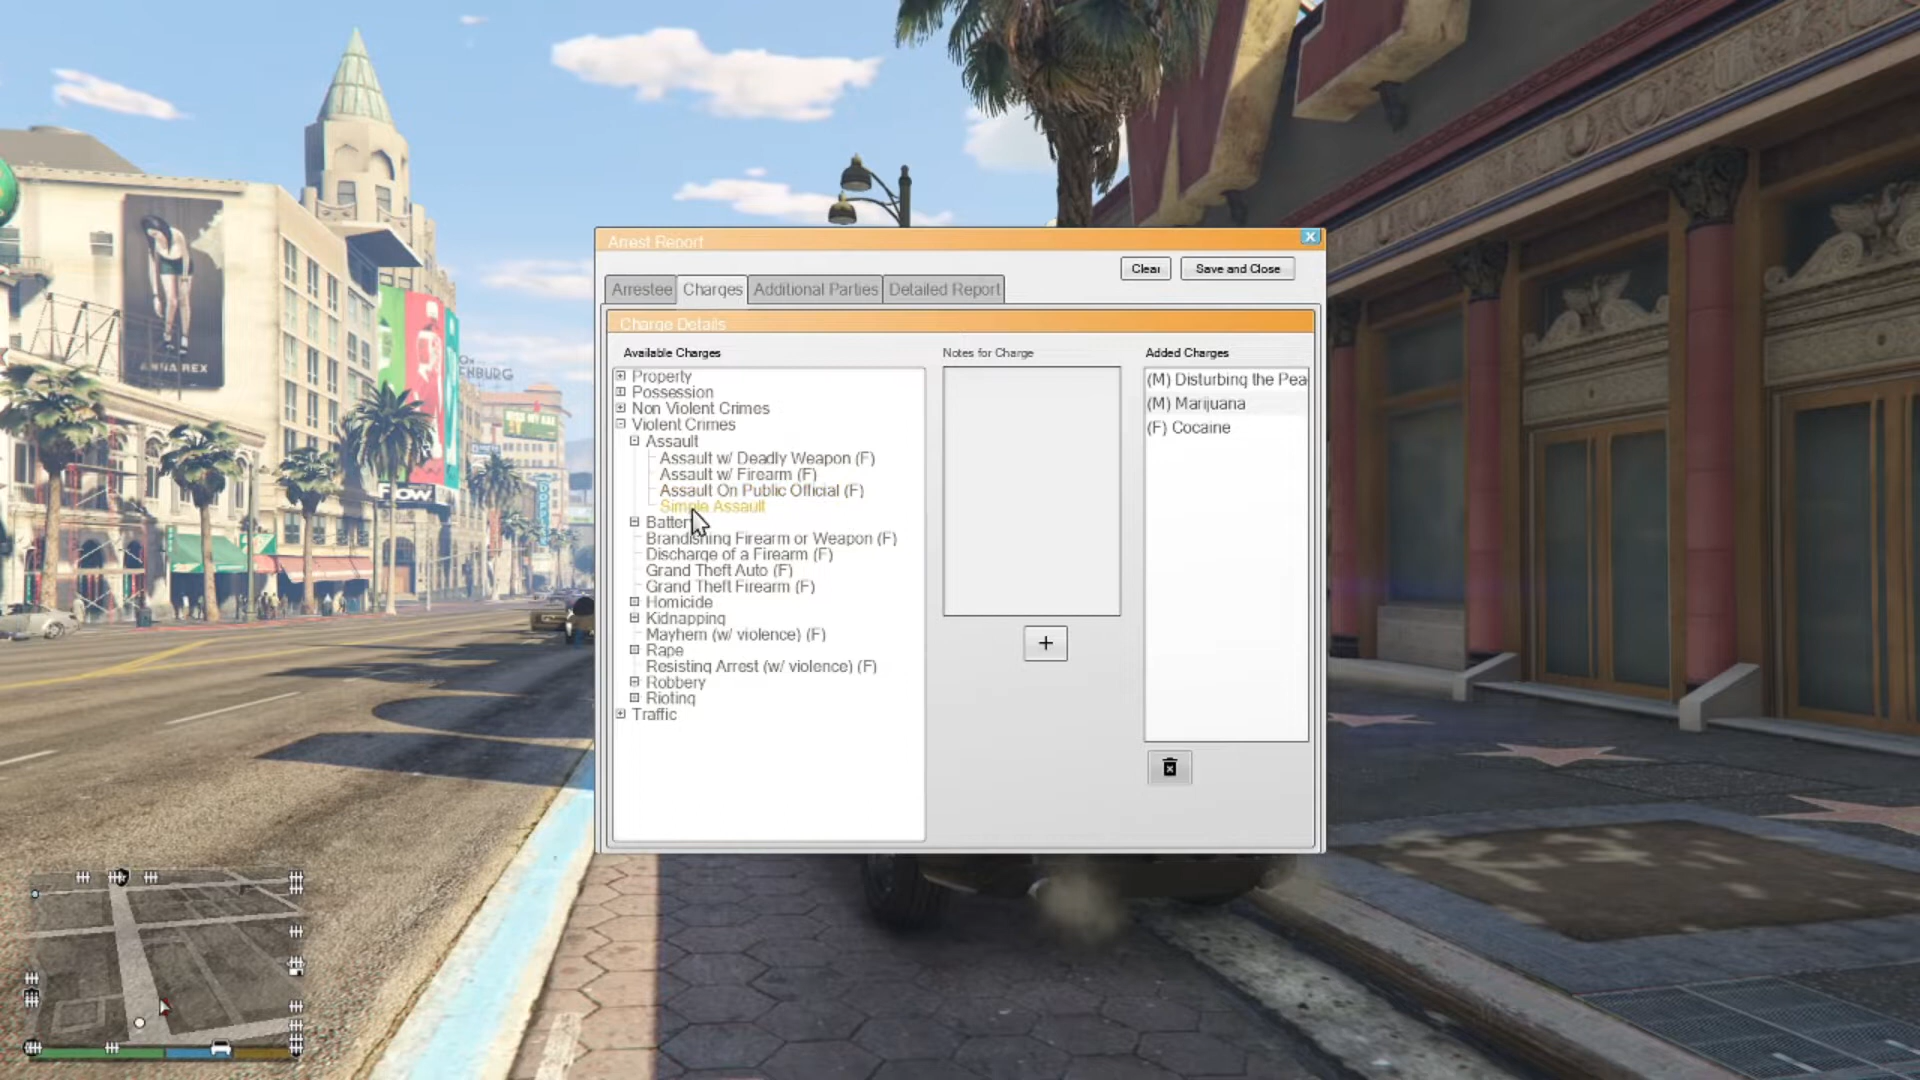 ANNA REX
FLOW
Arrest Report
Clear
Save and Close
Arrestee
Charges
Additional Parties
Detailed Report
Charge Details
Available Charges
Notes for Charge
Added Charges
Property
Possession
Non Violent Crimes
Violent Crimes
Assault
Assault w/ Deadly Weapon (F)
Assault w/ Firearm (F)
Assault On Public Official (F)
Simple Assault
Battery
Brandishing Firearm or Weapon (F)
Discharge of a Firearm (F)
Grand Theft Auto (F)
Grand Theft Firearm (F)
Homicide
Kidnapping
Mayhem (w/ violence) (F)
Rape
Resisting Arrest (w/ violence) (F)
Robbery
Rioting
Traffic
(M) Disturbing the Pea
(M) Marijuana
(F) Cocaine